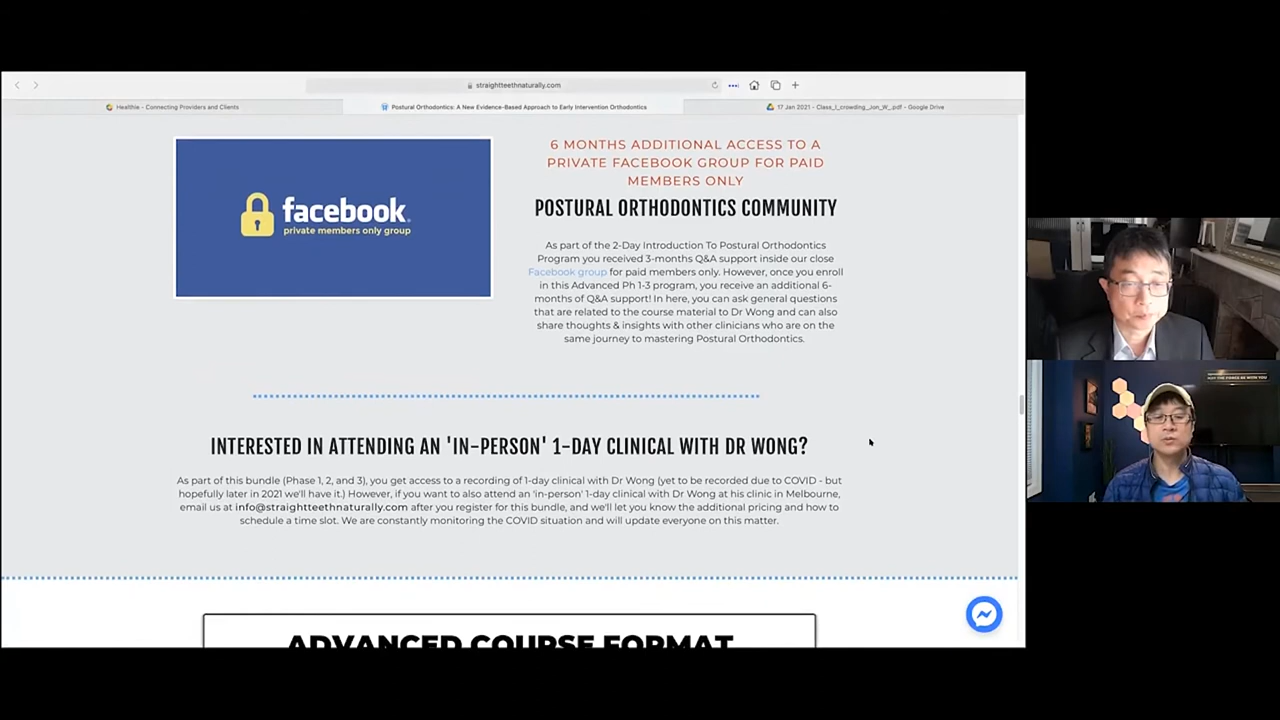 straightteethnaturally.com
Healthie - Connecting Providers and Clients
Postural Orthodontics: A New Evidence-Based Approach to Early Intervention Orthodontics
17 Jan 2021 - Class_I_crowding_Jon_W_.pdf - Google Drive
facebook
private members only group
6 MONTHS ADDITIONAL ACCESS TO A
PRIVATE FACEBOOK GROUP FOR PAID
MEMBERS ONLY
POSTURAL ORTHODONTICS COMMUNITY
As part of the 2-Day Introduction To Postural Orthodontics
Program you received 3-months Q&A support inside our close
Facebook group for paid members only. However, once you enroll
in this Advanced Ph 1-3 program, you receive an additional 6-
months of Q&A support! In here, you can ask general questions
that are related to the course material to Dr Wong and can also
share thoughts & insights with other clinicians who are on the
same journey to mastering Postural Orthodontics.
INTERESTED IN ATTENDING AN 'IN-PERSON' 1-DAY CLINICAL WITH DR WONG?
As part of this bundle (Phase 1, 2, and 3), you get access to a recording of 1-day clinical with Dr Wong (yet to be recorded due to COVID - but
hopefully later in 2021 we'll have it.) However, if you want to also attend an 'in-person' 1-day clinical with Dr Wong at his clinic in Melbourne,
email us at info@straightteethnaturally.com after you register for this bundle, and we'll let you know the additional pricing and how to
schedule a time slot. We are constantly monitoring the COVID situation and will update everyone on this matter.
ADVANCED COURSE FORMAT
MAY THE FORCE BE WITH YOU